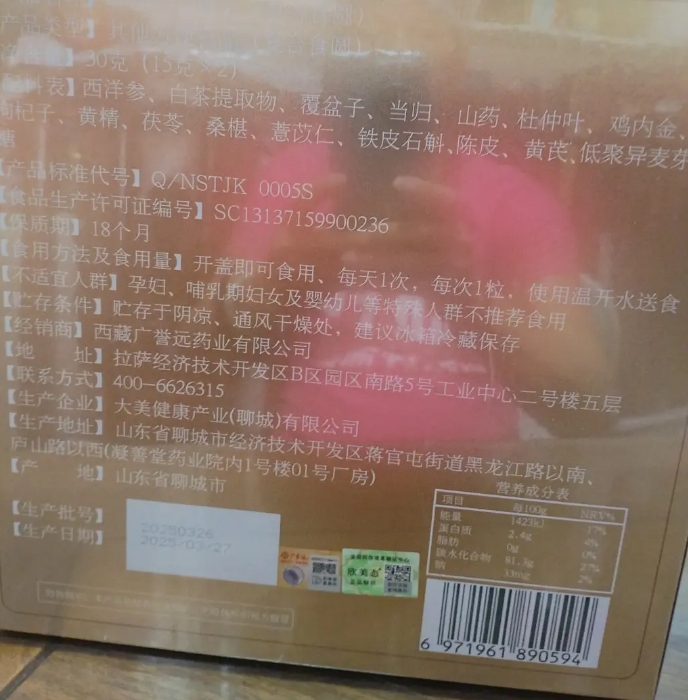 产品类型】其他
30克（15克×2）
配料表】西洋参、白茶提取物、覆盆子、当归、山药、杜仲叶、鸡内金、
枸杞子、黄精、茯苓、桑椹、薏苡仁、铁皮石斛、陈皮、黄芪、低聚异麦芽
糖
【产品标准代号】Q/NSTJK 0005S
【食品生产许可证编号】SC13137159900236
【保质期】18个月
【食用方法及食用量】开盖即可食用、每天1次，每次1粒，使用温开水送食
【不适宜人群】孕妇、哺乳期妇女及婴幼儿等特殊人群不推荐食用
【贮存条件】贮存于阴凉、通风干燥处，建议冰箱冷藏保存
【经销商】西藏广誉远药业有限公司
【地 址】拉萨经济技术开发区B区园区南路5号工业中心二号楼五层
【联系方式】400-6626315
【生产企业】大美健康产业(聊城)有限公司
【生产地址】山东省聊城市经济技术开发区蒋官屯街道黑龙江路以南、
庐山路以西(凝善堂药业院内1号楼01号厂房)
【产 地】山东省聊城市
【生产批号】20250326
【生产日期】2025/03/27
欣美态
营养成分表
项目 每100g NRV%
能量 1423kJ 17%
蛋白质 2.4g 4%
脂肪 0g 0%
碳水化合物 81.3g 27%
钠 33mg 2%
6 971961 890594